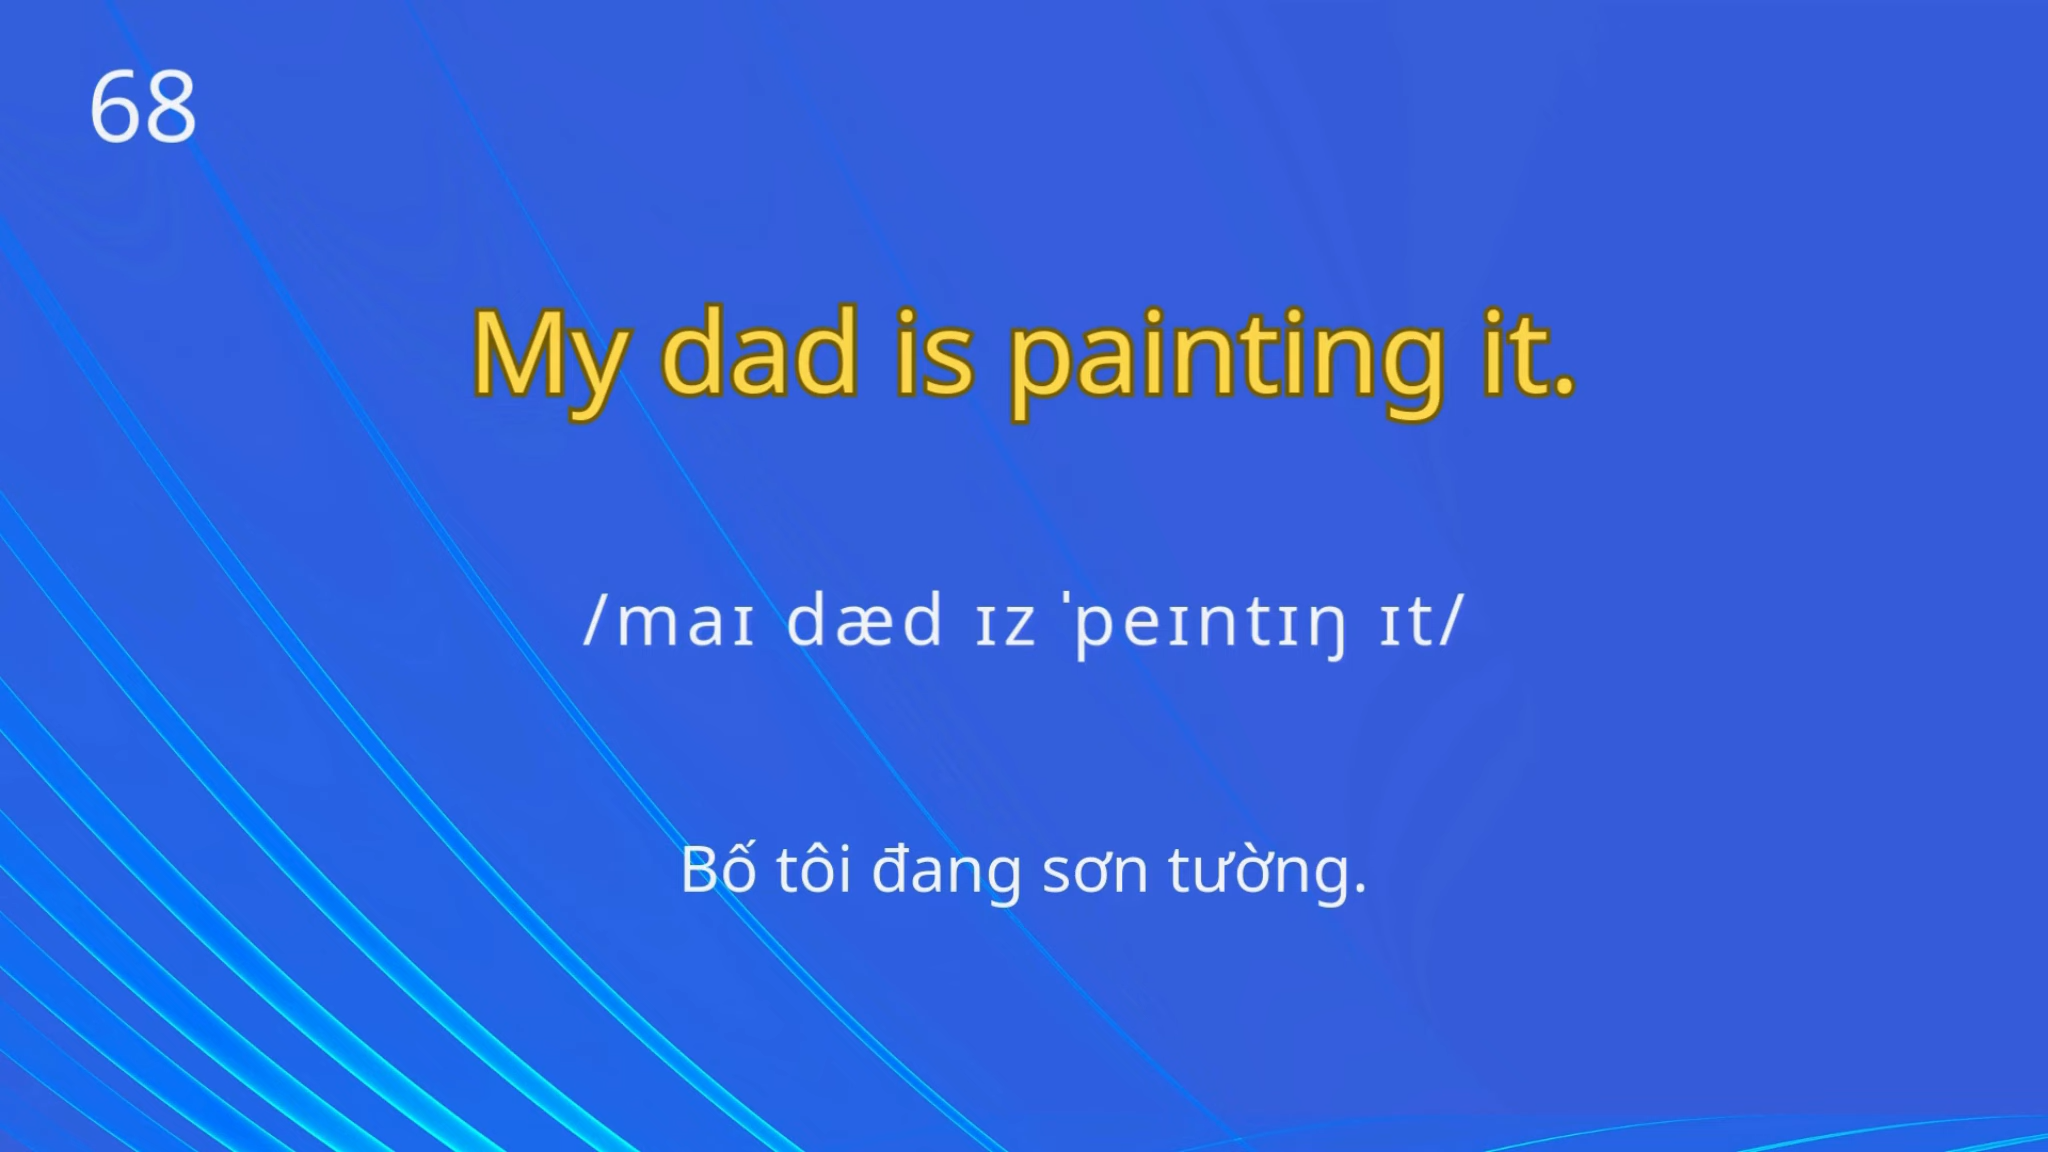 68
My dad is painting it.
/maɪ dæd ɪz ˈpeɪntɪŋ ɪt/
Bố tôi đang sơn tường.